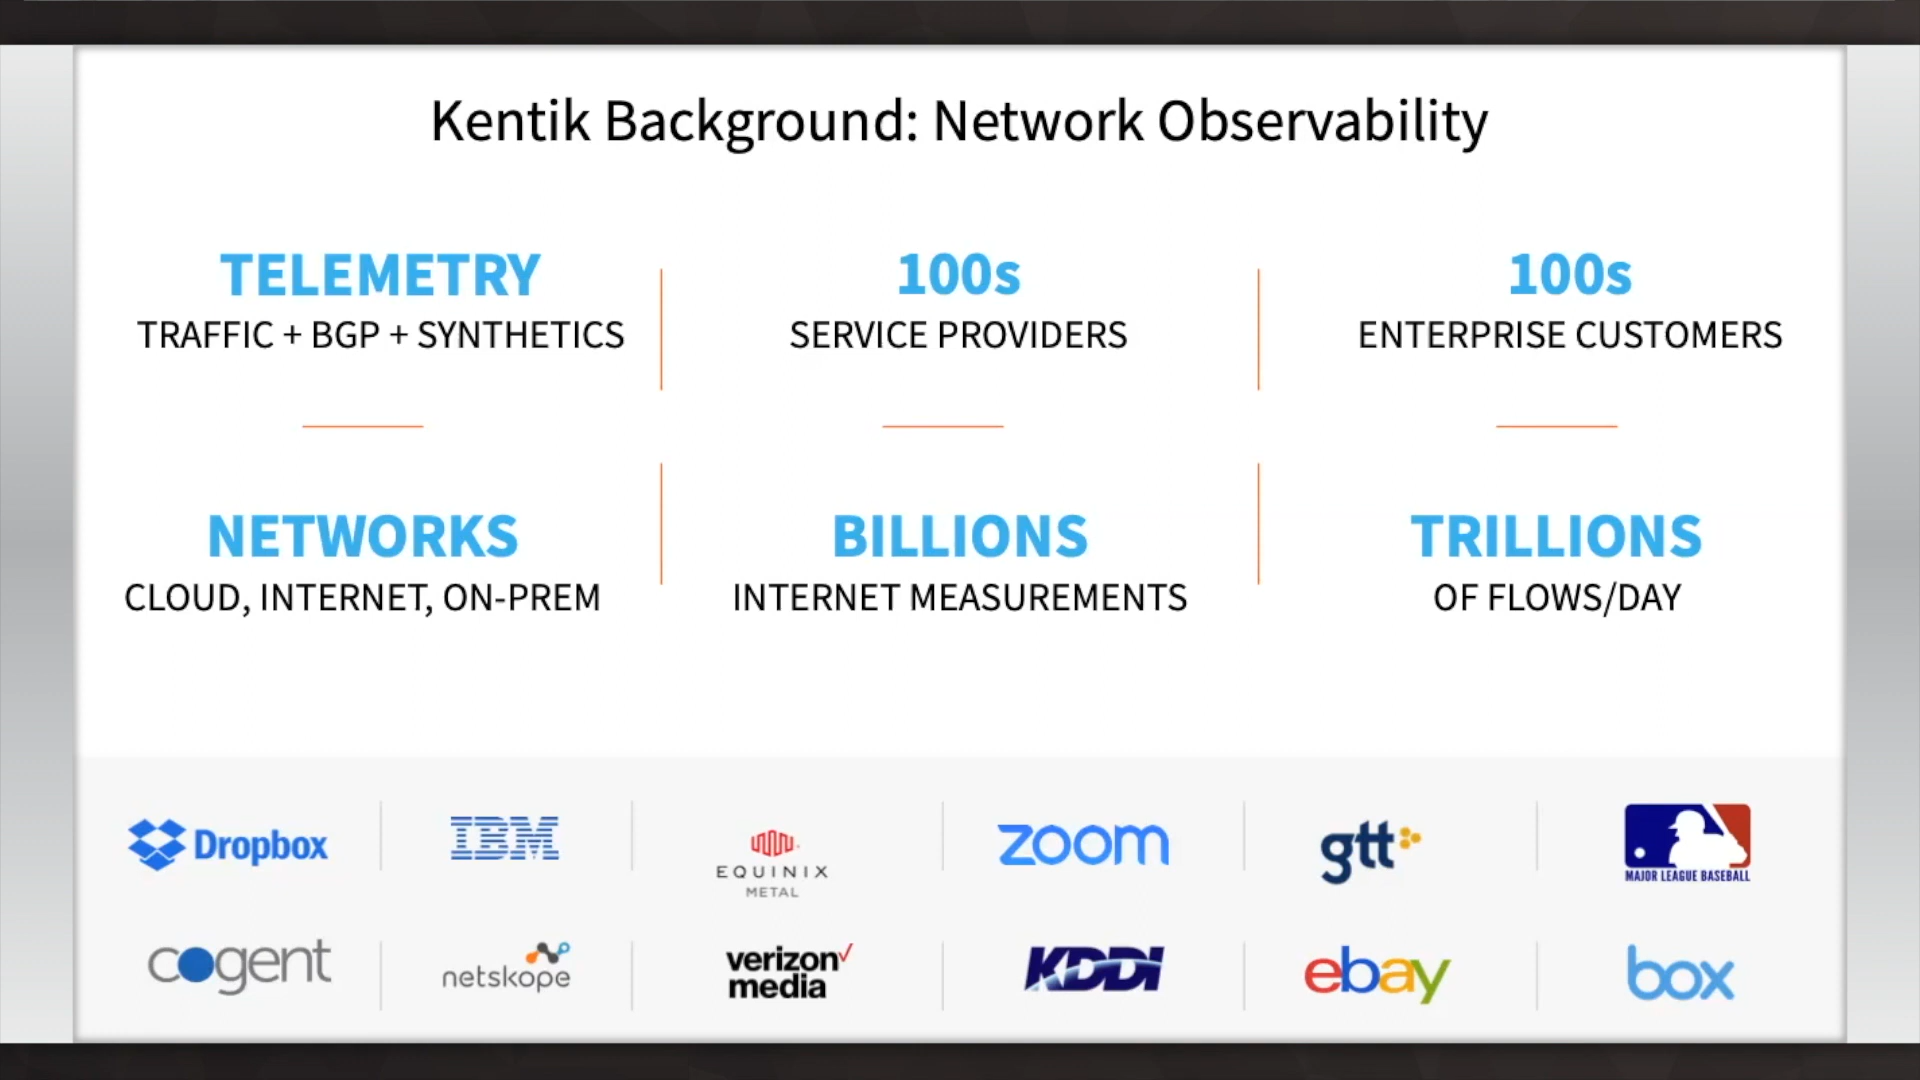 Kentik Background: Network Observability
TELEMETRY
TRAFFIC + BGP + SYNTHETICS
100s
SERVICE PROVIDERS
100s
ENTERPRISE CUSTOMERS
NETWORKS
CLOUD, INTERNET, ON-PREM
BILLIONS
INTERNET MEASUREMENTS
TRILLIONS
OF FLOWS/DAY
Dropbox
IBM
EQUINIX
METAL
zoom
gtt
MAJOR LEAGUE BASEBALL
cogent
netskope
verizon
media
KDDI
ebay
box